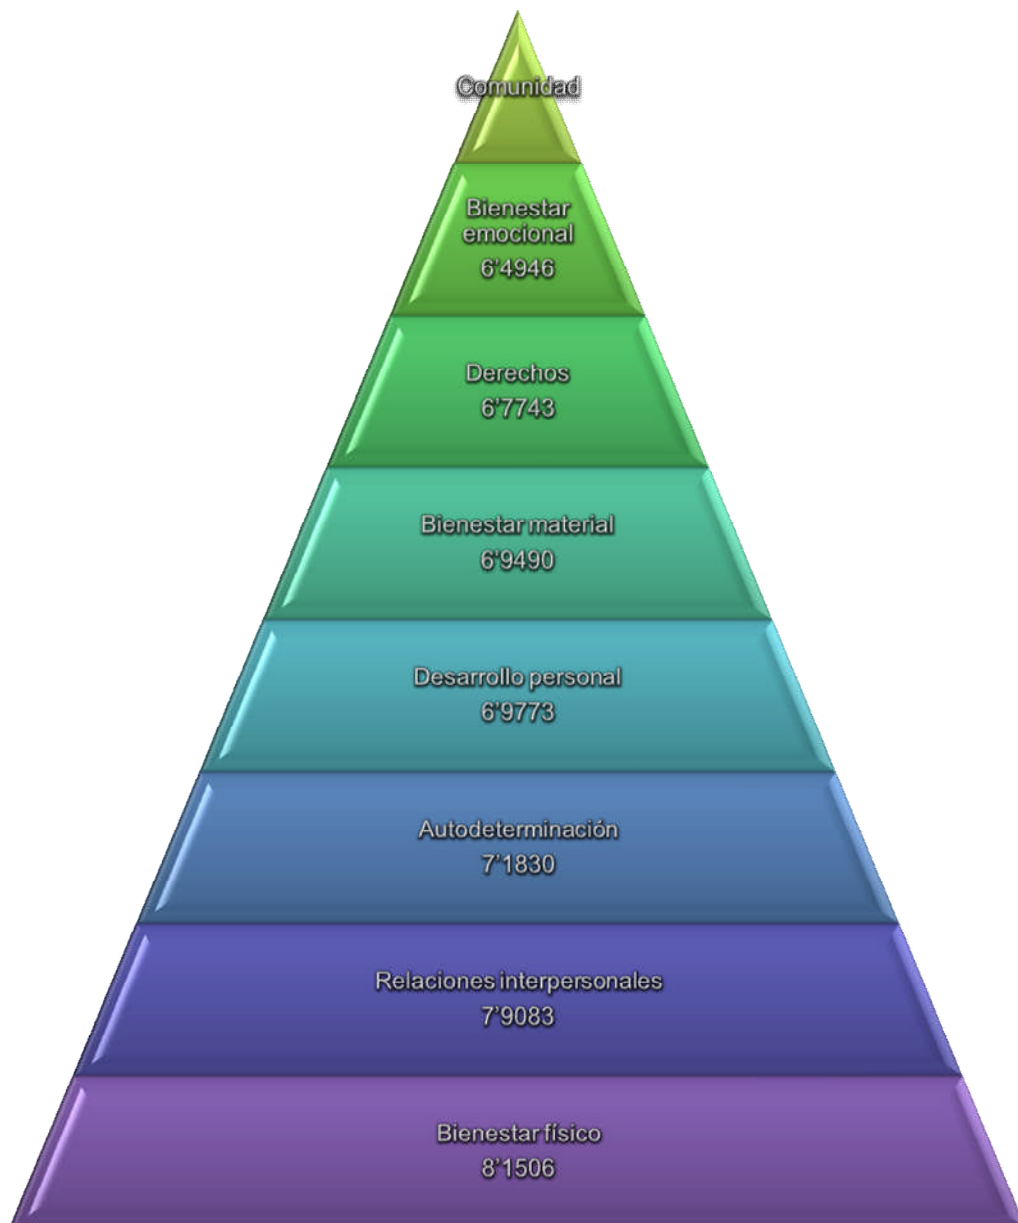 Comunidad
Bienestar
emocional
6'4946
Derechos
6'7743
Bienestar material
6'9490
Desarrollo personal
6'9773
Autodeterminación
7'1830
Relaciones interpersonales
7'9083
Bienestar físico
8'1506